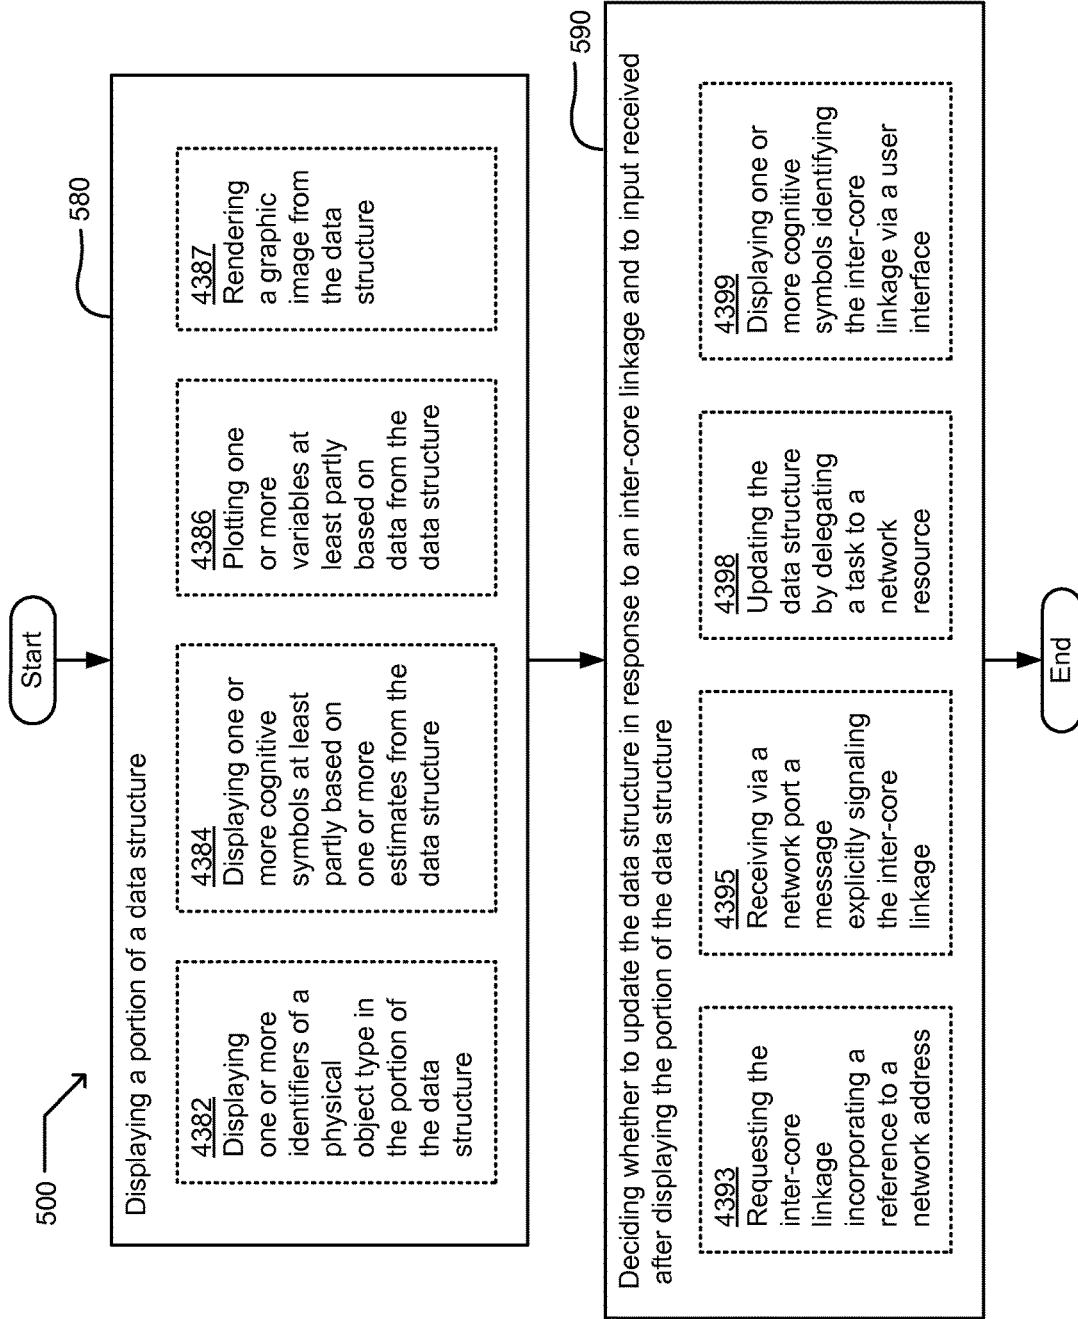 500
Start
580
Displaying a portion of a data structure
4382
Displaying
one or more
identifiers of a
physical
object type in
the portion of
the data
structure
4384
Displaying one or
more cognitive
symbols at least
partly based on
one or more
estimates from the
data structure
4386
Plotting one
or more
variables at
least partly
based on
data from the
data structure
4387
Rendering
a graphic
image from
the data
structure
590
Deciding whether to update the data structure in response to an inter-core linkage and to input received
after displaying the portion of the data structure
4393
Requesting the
inter-core
linkage
incorporating a
reference to a
network address
4395
Receiving via a
network port a
message
explicitly signaling
the inter-core
linkage
4398
Updating the
data structure
by delegating
a task to a
network
resource
4399
Displaying one or
more cognitive
symbols identifying
the inter-core
linkage via a user
interface
End